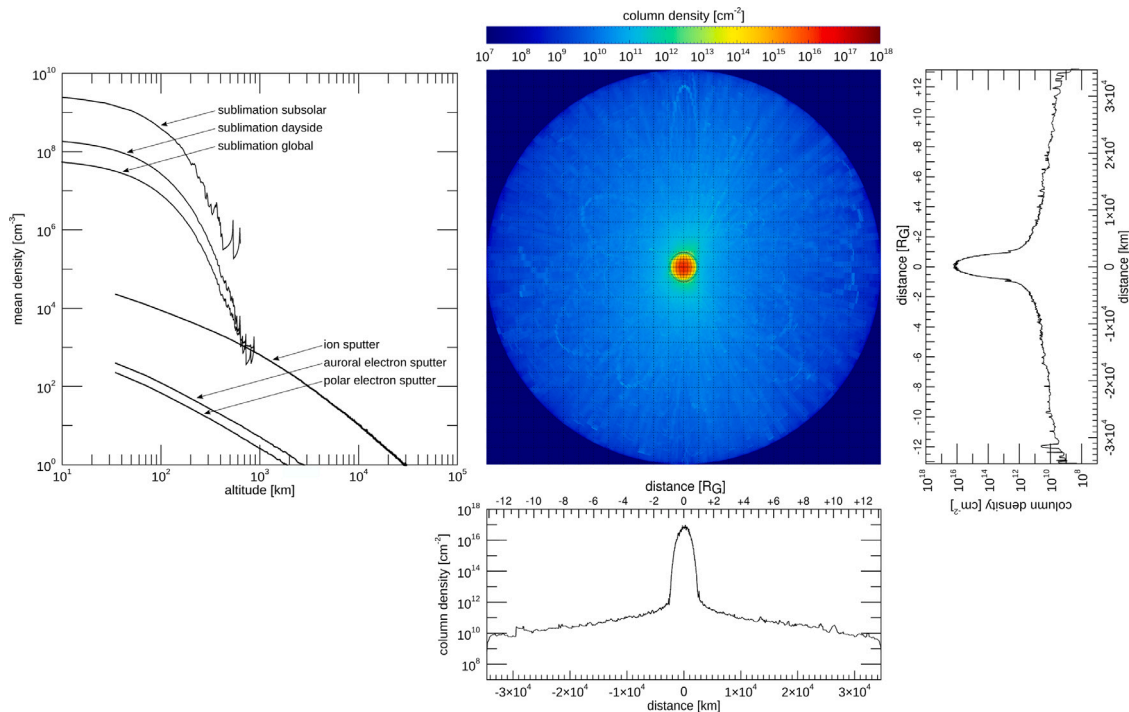 column density [cm⁻²]
10⁷ 10⁸ 10⁹ 10¹⁰ 10¹¹ 10¹² 10¹³ 10¹⁴ 10¹⁵ 10¹⁶ 10¹⁷ 10¹⁸
mean density [cm⁻³]
10¹⁰
10⁸
10⁶
10⁴
10²
10⁰
sublimation subsolar
sublimation dayside
sublimation global
ion sputter
auroral electron sputter
polar electron sputter
10¹ 10² 10³ 10⁴ 10⁵
altitude [km]
distance [R_G]
+12 +10 +8 +6 +4 +2 0 -2 -4 -6 -8 -10 -12
3×10⁴ 2×10⁴ 1×10⁴ 0 -1×10⁴ -2×10⁴ -3×10⁴
distance [km]
10¹⁸ 10¹⁶ 10¹⁴ 10¹² 10¹⁰ 10⁸
column density [cm⁻²]
distance [R_G]
-12 -10 -8 -6 -4 -2 0 +2 +4 +6 +8 +10 +12
column density [cm⁻²]
10¹⁸
10¹⁶
10¹⁴
10¹²
10¹⁰
10⁸
-3×10⁴ -2×10⁴ -1×10⁴ 0 1×10⁴ 2×10⁴ 3×10⁴
distance [km]